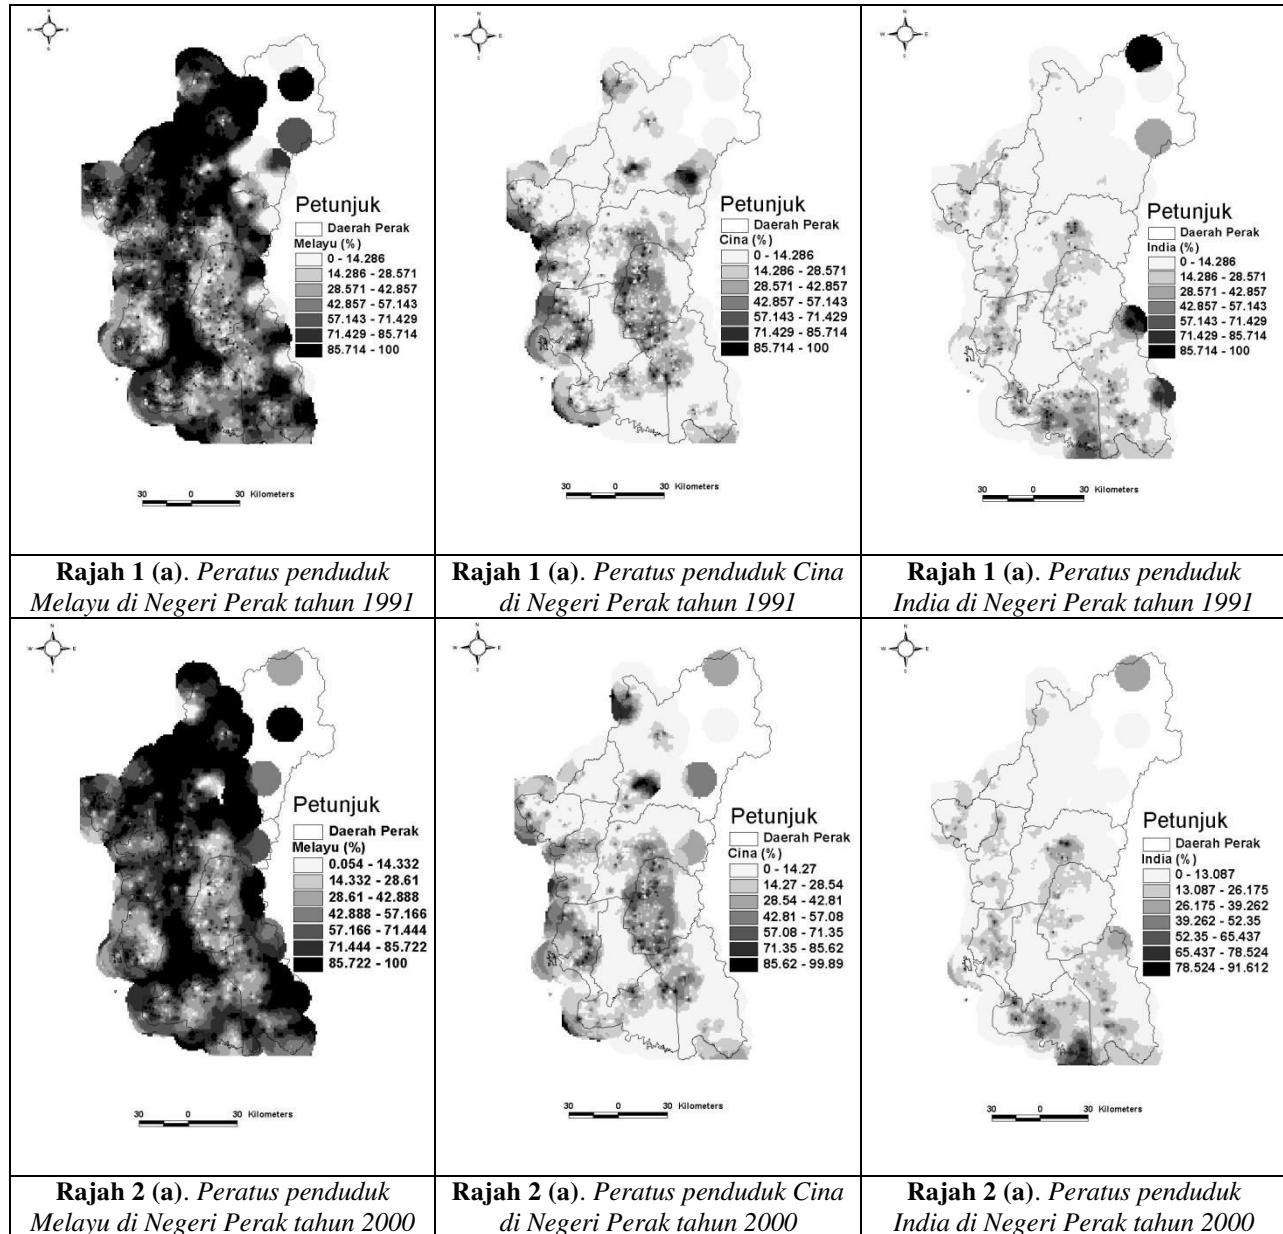 N
W E
S
Petunjuk
Daerah Perak
Melayu (%)
0 - 14.286
14.286 - 28.571
28.571 - 42.857
42.857 - 57.143
57.143 - 71.429
71.429 - 85.714
85.714 - 100
30 0 30 Kilometers
Rajah 1 (a). Peratus penduduk
Melayu di Negeri Perak tahun 1991
N
W E
S
Petunjuk
Daerah Perak
Cina (%)
0 - 14.286
14.286 - 28.571
28.571 - 42.857
42.857 - 57.143
57.143 - 71.429
71.429 - 85.714
85.714 - 100
30 0 30 Kilometers
Rajah 1 (a). Peratus penduduk Cina
di Negeri Perak tahun 1991
N
W E
S
Petunjuk
Daerah Perak
India (%)
0 - 14.286
14.286 - 28.571
28.571 - 42.857
42.857 - 57.143
57.143 - 71.429
71.429 - 85.714
85.714 - 100
30 0 30 Kilometers
Rajah 1 (a). Peratus penduduk
India di Negeri Perak tahun 1991
N
W E
S
Petunjuk
Daerah Perak
Melayu (%)
0.054 - 14.332
14.332 - 28.61
28.61 - 42.888
42.888 - 57.166
57.166 - 71.444
71.444 - 85.722
85.722 - 100
30 0 30 Kilometers
Rajah 2 (a). Peratus penduduk
Melayu di Negeri Perak tahun 2000
N
W E
S
Petunjuk
Daerah Perak
Cina (%)
0 - 14.27
14.27 - 28.54
28.54 - 42.81
42.81 - 57.08
57.08 - 71.35
71.35 - 85.62
85.62 - 99.89
30 0 30 Kilometers
Rajah 2 (a). Peratus penduduk Cina
di Negeri Perak tahun 2000
N
W E
S
Petunjuk
Daerah Perak
India (%)
0 - 13.087
13.087 - 26.175
26.175 - 39.262
39.262 - 52.35
52.35 - 65.437
65.437 - 78.524
78.524 - 91.612
30 0 30 Kilometers
Rajah 2 (a). Peratus penduduk
India di Negeri Perak tahun 2000